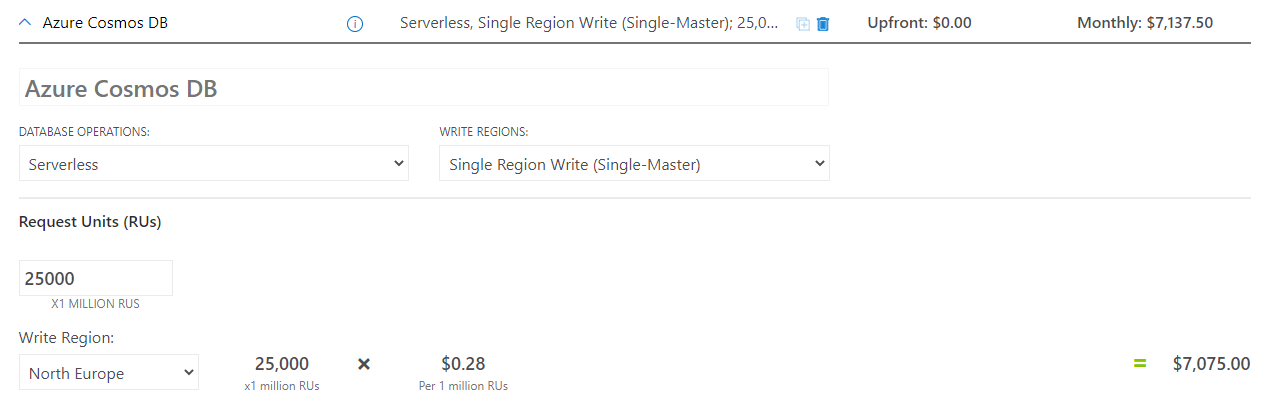 Azure Cosmos DB Serverless, Single Region Write (Single-Master); 25,0... Upfront: $0.00 Monthly: $7,137.50
Azure Cosmos DB
DATABASE OPERATIONS: WRITE REGIONS:
Serverless Single Region Write (Single-Master)
Request Units (RUs)
25000
X1 MILLION RUS
Write Region:
North Europe 25,000 × $0.28 = $7,075.00
x1 million RUs Per 1 million RUs